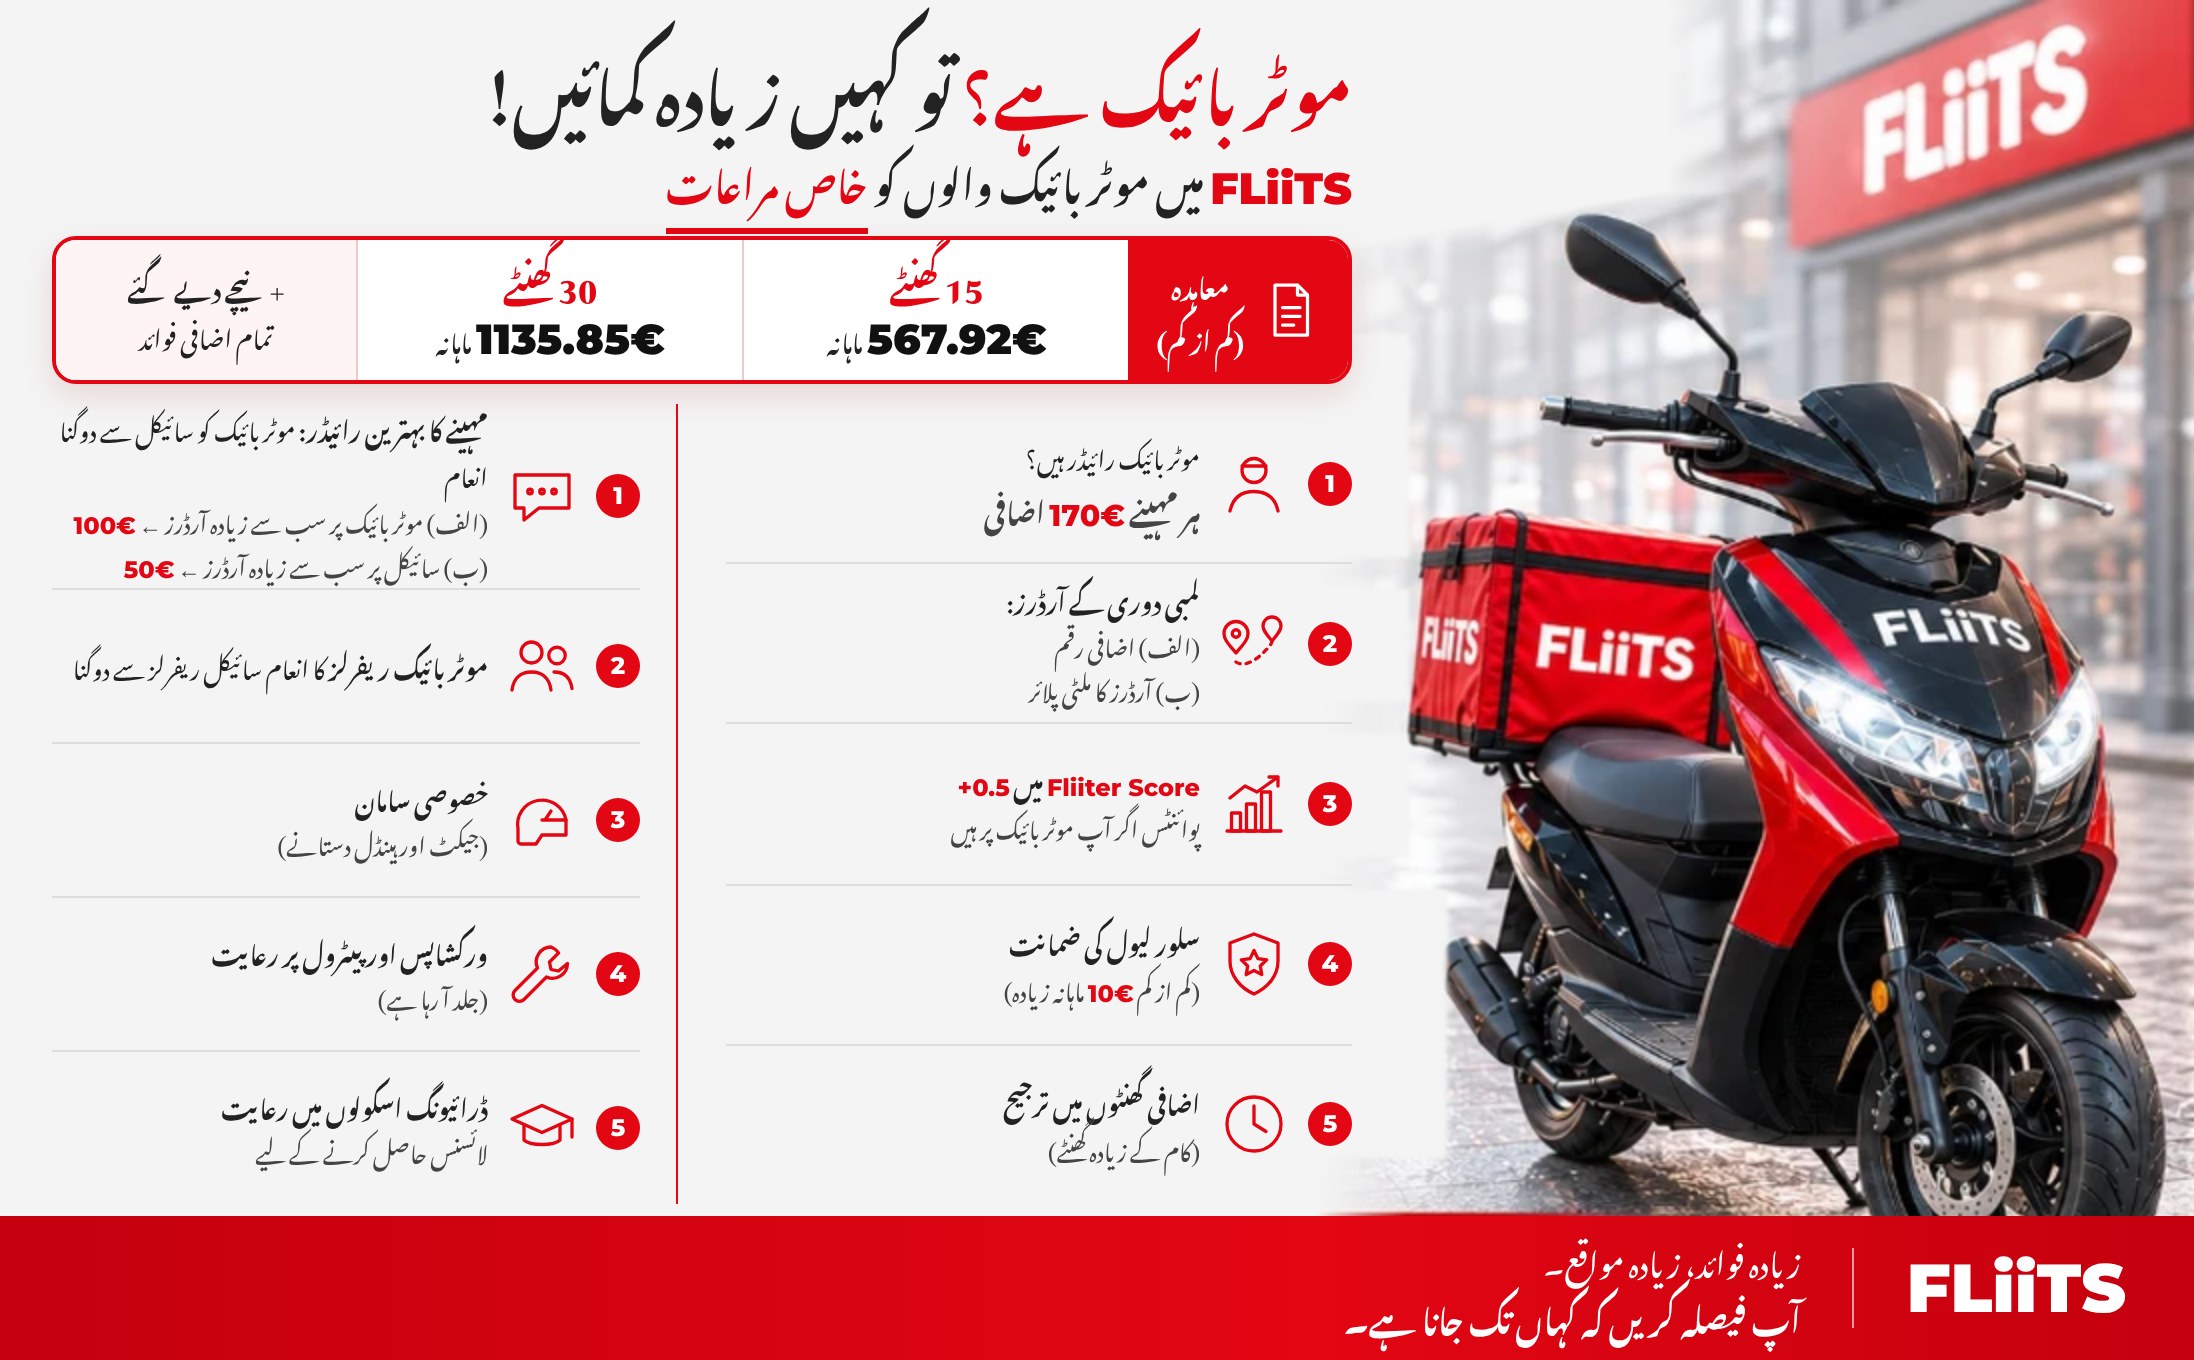 موٹر بائیک ہے؟ تو کہیں زیادہ کمائیں!
FLiiTS میں موٹر بائیک والوں کو خاص مراعات
معاہدہ
(کم از کم)
15 گھنٹے
567.92€ ماہانہ
30 گھنٹے
1135.85€ ماہانہ
+ نیچے دیے گئے
تمام اضافی فوائد
1
موٹر بائیک رائیڈر ہیں؟
ہر مہینے 170€ اضافی
2
لمبی دوری کے آرڈرز:
(الف) اضافی رقم
(ب) آرڈرز کا ملٹی پلائر
3
Fliiter Score میں +0.5
پوائنٹس اگر آپ موٹر بائیک پر ہیں
4
سلور لیول کی ضمانت
(کم از کم 10€ ماہانہ زیادہ)
5
اضافی گھنٹوں میں ترجیح
(کام کے زیادہ گھنٹے)
1
مہینے کا بہترین رائیڈر: موٹر بائیک کو سائیکل سے دوگنا
انعام
(الف) موٹر بائیک پر سب سے زیادہ آرڈرز ← 100€
(ب) سائیکل پر سب سے زیادہ آرڈرز ← 50€
2
موٹر بائیک ریفرلز کا انعام سائیکل ریفرلز سے دوگنا
3
خصوصی سامان
(جیکٹ اور ہینڈل دستانے)
4
ورکشاپس اور پیٹرول پر رعایت
(جلد آ رہا ہے)
5
ڈرائیونگ اسکولوں میں رعایت
لائسنس حاصل کرنے کے لیے
FLiiTS
FLiiTS
FLiiTS
FLiiTS
FLiiTS
زیادہ فوائد، زیادہ مواقع۔
آپ فیصلہ کریں کہ کہاں تک جانا ہے۔